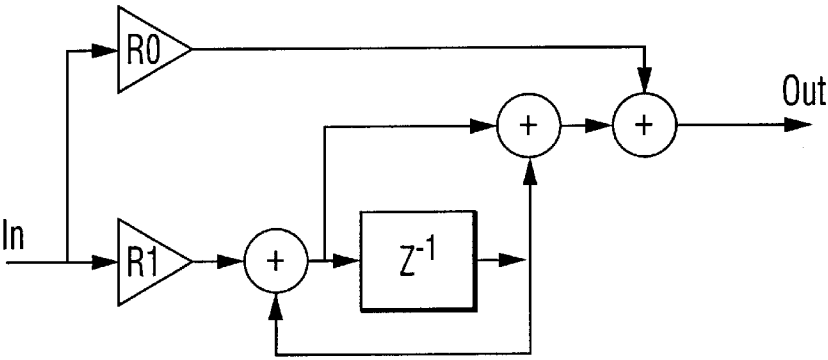 R0
Out
+
+
In
R1
+
Z⁻¹